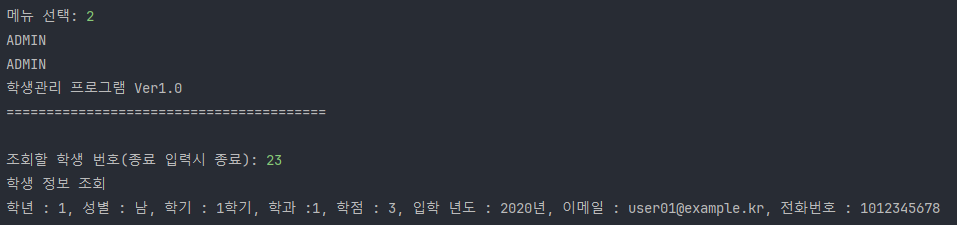 메뉴 선택: 2
ADMIN
ADMIN
학생관리 프로그램 Ver1.0
========================================
조회할 학생 번호(종료 입력시 종료): 23
학생 정보 조회
학년 : 1, 성별 : 남, 학기 : 1학기, 학과 :1, 학점 : 3, 입학 년도 : 2020년, 이메일 : user01@example.kr, 전화번호 : 1012345678